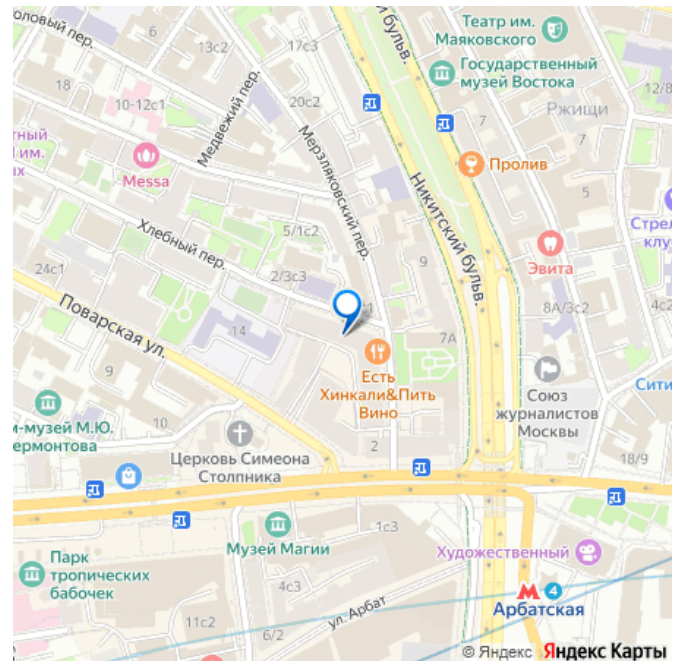 оловый пер.
6
13с2
17с3
кий бульв.
Театр им.
Маяковского
Государственный
музей Востока
12/8
18
10-12с1
Медвежий пер.
20с2
Ржищи
7
7
тный
им.
ых
Messa
Мерзляковский пер.
Пролив
5
Никитский бульв.
Стрел
клу
Хлебный пер.
5/1с2
9
Эвита
24с1
2/3с3
8А/3с2
4с2
Поварская ул.
14
1
7А
9
Есть
Хинкали&Пить
Вино
Союз
журналистов
Москвы
Сити
м-музей М.Ю.
ермонтова
Церковь Симеона
Столпника
2
18/9
Музей Магии
1с3
Художественный
Парк
тропических
бабочек
4с3
11с2
6/2
ул. Арбат
4
Арбатская
© Яндекс Яндекс Карты